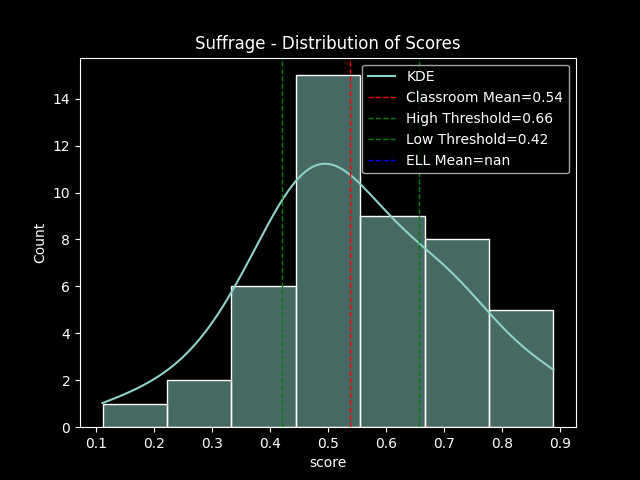 Suffrage - Distribution of Scores
KDE
Classroom Mean=0.54
High Threshold=0.66
Low Threshold=0.42
ELL Mean=nan
14
12
10
8
6
4
2
0
Count
0.1 0.2 0.3 0.4 0.5 0.6 0.7 0.8 0.9
score